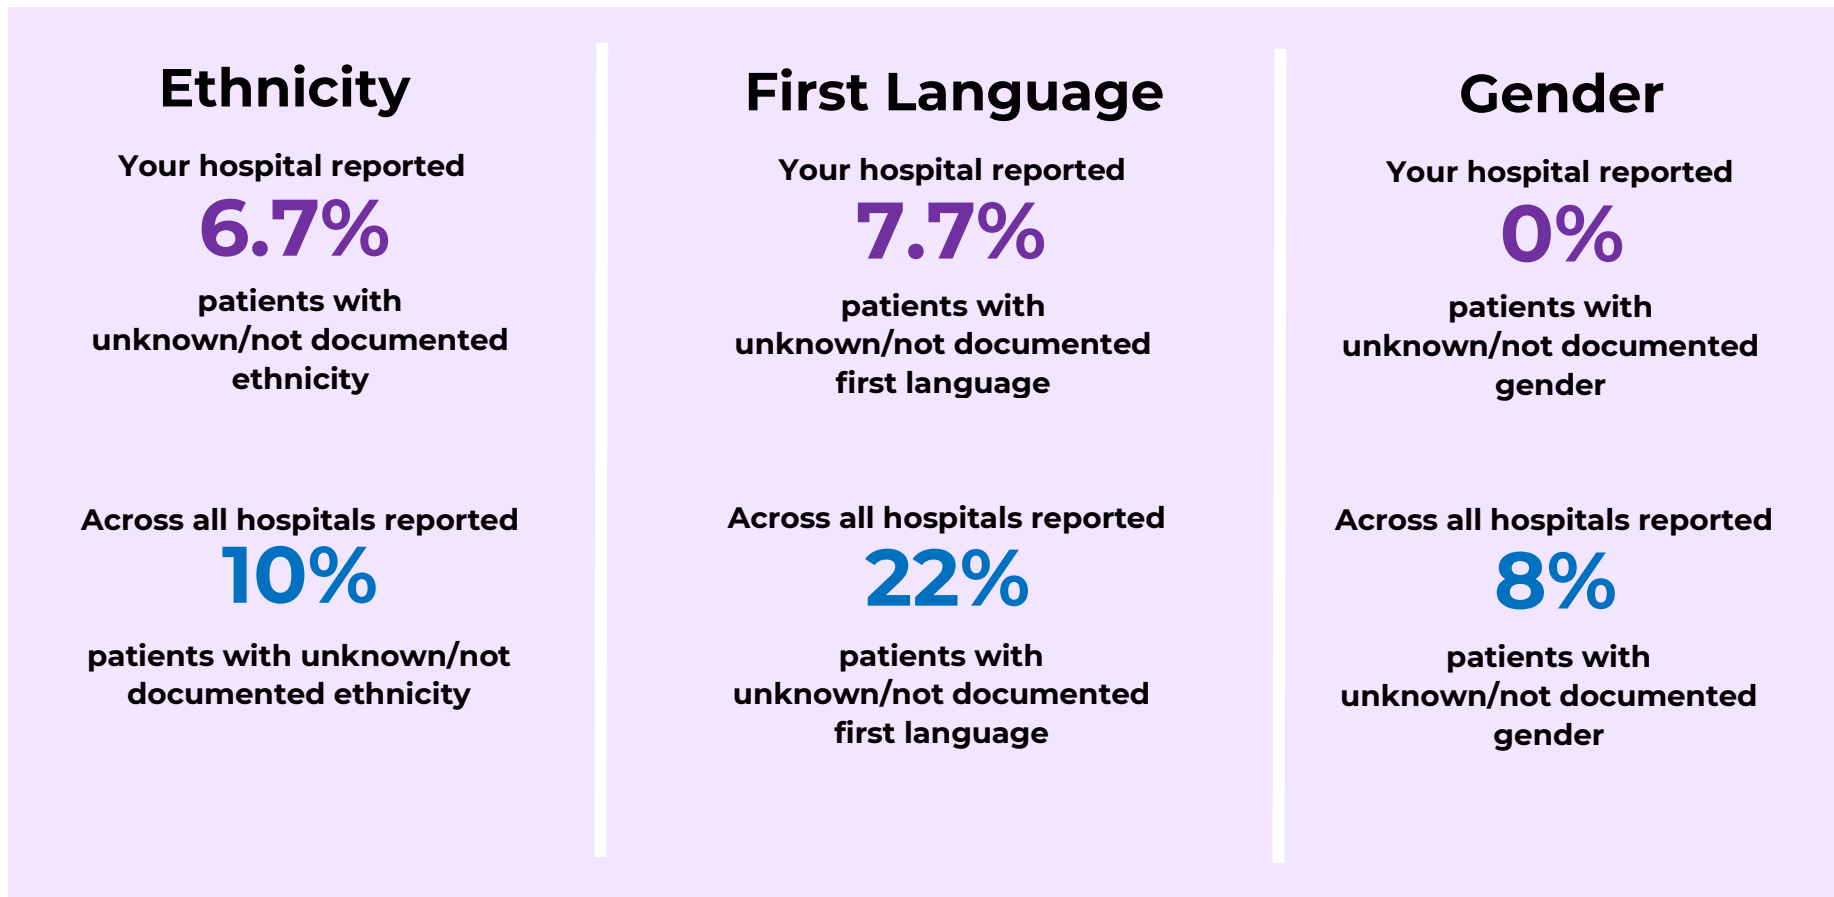 Ethnicity
Your hospital reported
6.7%
patients with
unknown/not documented
ethnicity
Across all hospitals reported
10%
patients with unknown/not
documented ethnicity
First Language
Your hospital reported
7.7%
patients with
unknown/not documented
first language
Across all hospitals reported
22%
patients with
unknown/not documented
first language
Gender
Your hospital reported
0%
patients with
unknown/not documented
gender
Across all hospitals reported
8%
patients with
unknown/not documented
gender